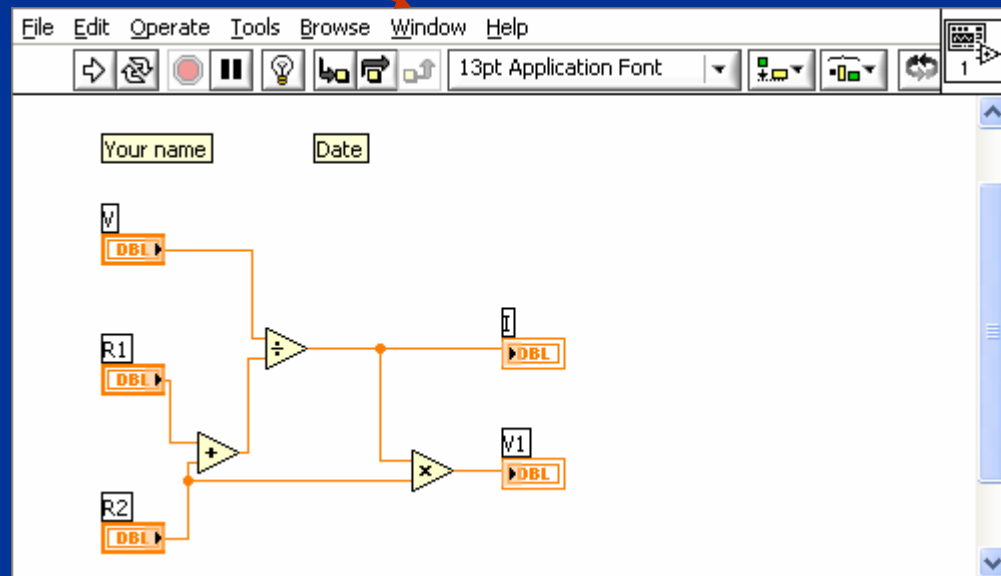 File Edit Operate Tools Browse Window Help
13pt Application Font
1
Your name Date
V
DBL
I
R1
DBL
DBL
÷
+
V1
×
DBL
R2
DBL